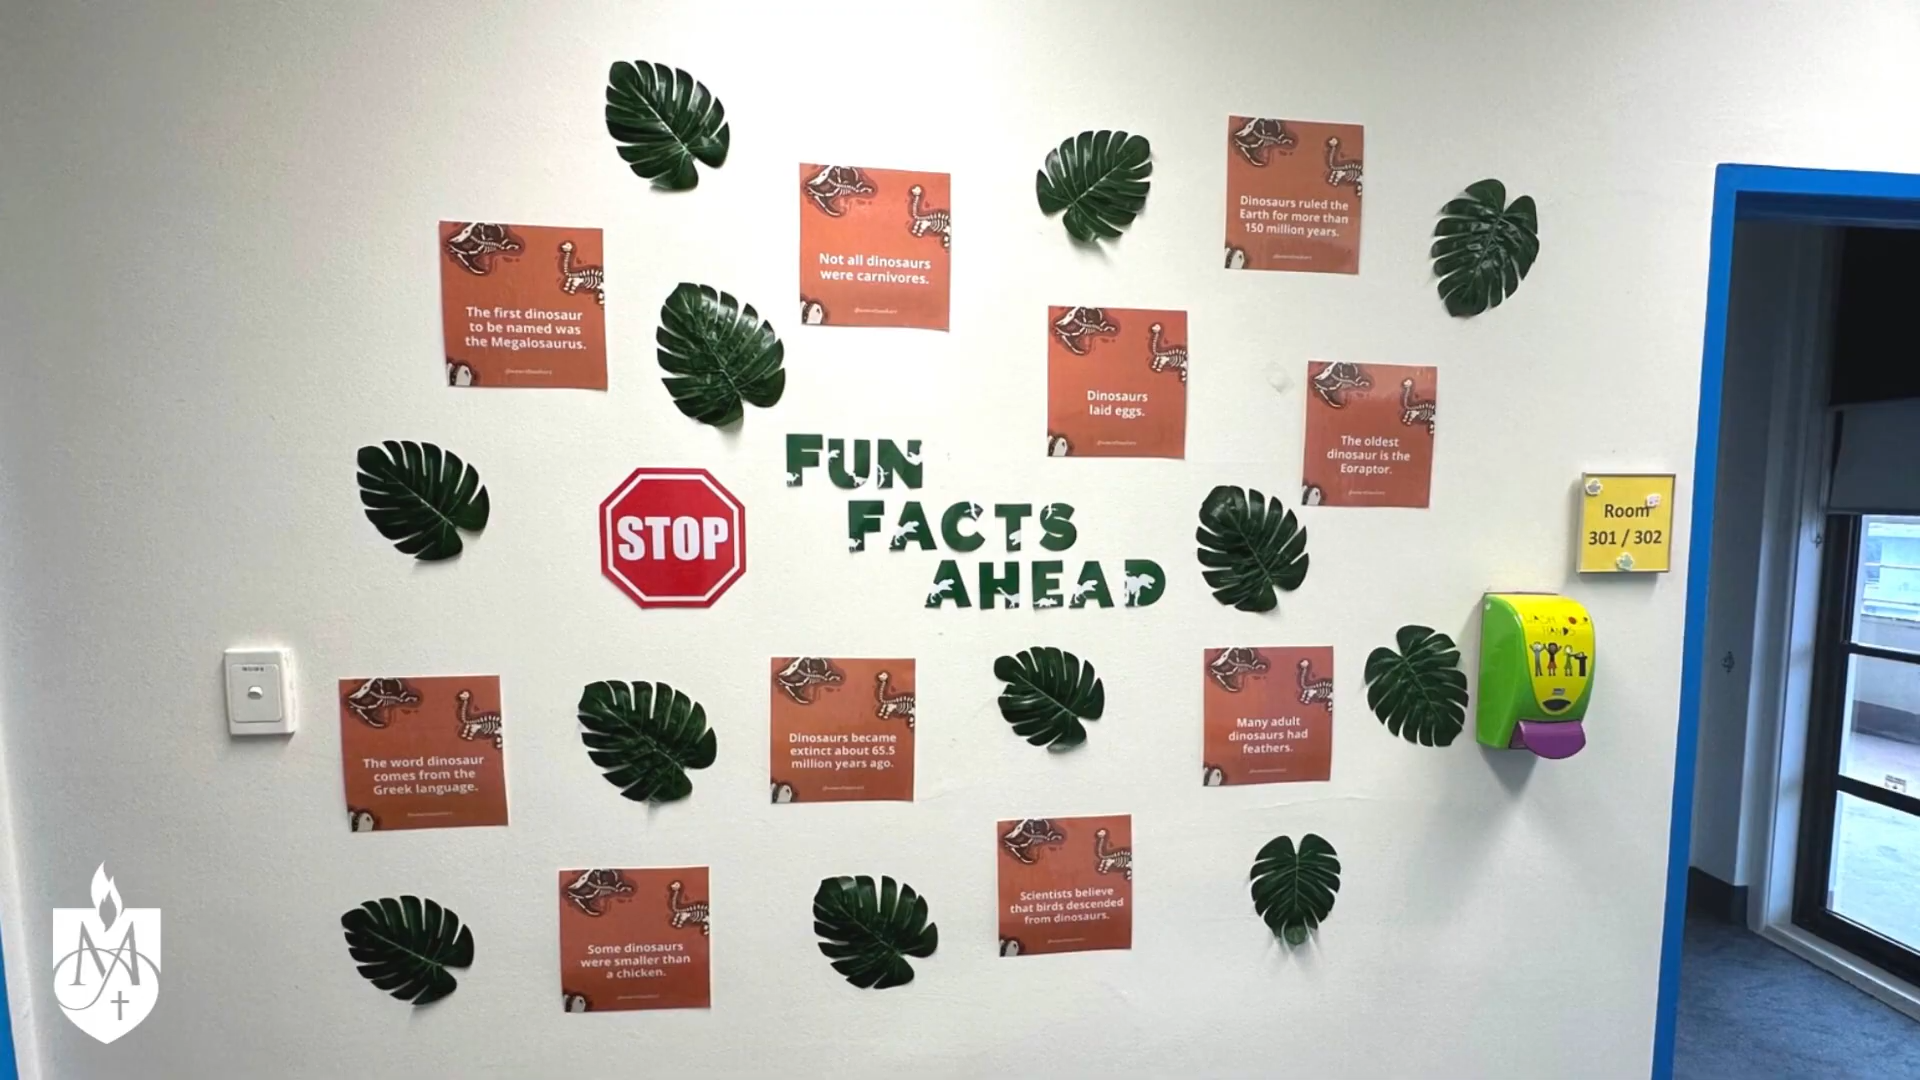 Dinosaurs ruled the
Earth for more than
150 million years.
Not all dinosaurs
were carnivores.
The first dinosaur
to be named was
the Megalosaurus.
Dinosaurs
laid eggs.
The oldest
dinosaur is the
Eoraptor.
STOP
FUN
FACTS
AHEAD
Room
301 / 302
WASH YOUR
HANDS
The word dinosaur
comes from the
Greek language.
Dinosaurs became
extinct about 65.5
million years ago.
Many adult
dinosaurs had
feathers.
Some dinosaurs
were smaller than
a chicken.
Scientists believe
that birds descended
from dinosaurs.